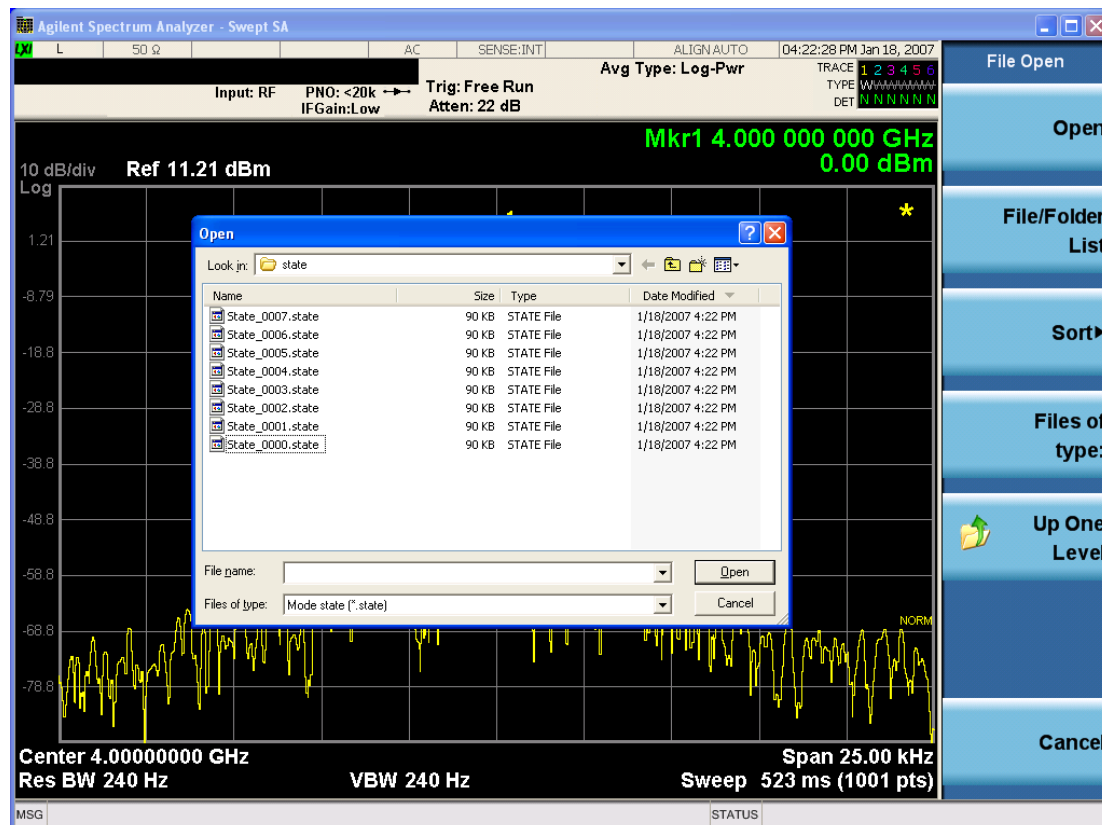 Agilent Spectrum Analyzer - Swept SA
LXI L 50 Ω AC SENSE:INT ALIGN AUTO 04:22:28 PM Jan 18, 2007
Input: RF PNO: <20k IFGain:Low
Trig: Free Run
Atten: 22 dB
Avg Type: Log-Pwr
TRACE 1 2 3 4 5 6
TYPE WWWWWW
DET N N N N N N
Mkr1 4.000 000 000 GHz
0.00 dBm
10 dB/div Ref 11.21 dBm
Log
1.21
-8.79
-18.8
-28.8
-38.8
-48.8
-58.8
-68.8
-78.8
1
*
NORM
Open
Look in: state
Name Size Type Date Modified
State_0007.state 90 KB STATE File 1/18/2007 4:22 PM
State_0006.state 90 KB STATE File 1/18/2007 4:22 PM
State_0005.state 90 KB STATE File 1/18/2007 4:22 PM
State_0004.state 90 KB STATE File 1/18/2007 4:22 PM
State_0003.state 90 KB STATE File 1/18/2007 4:22 PM
State_0002.state 90 KB STATE File 1/18/2007 4:22 PM
State_0001.state 90 KB STATE File 1/18/2007 4:22 PM
State_0000.state 90 KB STATE File 1/18/2007 4:22 PM
File name: Open
Files of type: Mode state (*.state) Cancel
Center 4.00000000 GHz Span 25.00 kHz
Res BW 240 Hz VBW 240 Hz Sweep 523 ms (1001 pts)
MSG STATUS
File Open
Open
File/Folder
List
Sort
Files of
type:
Up One
Level
Cancel